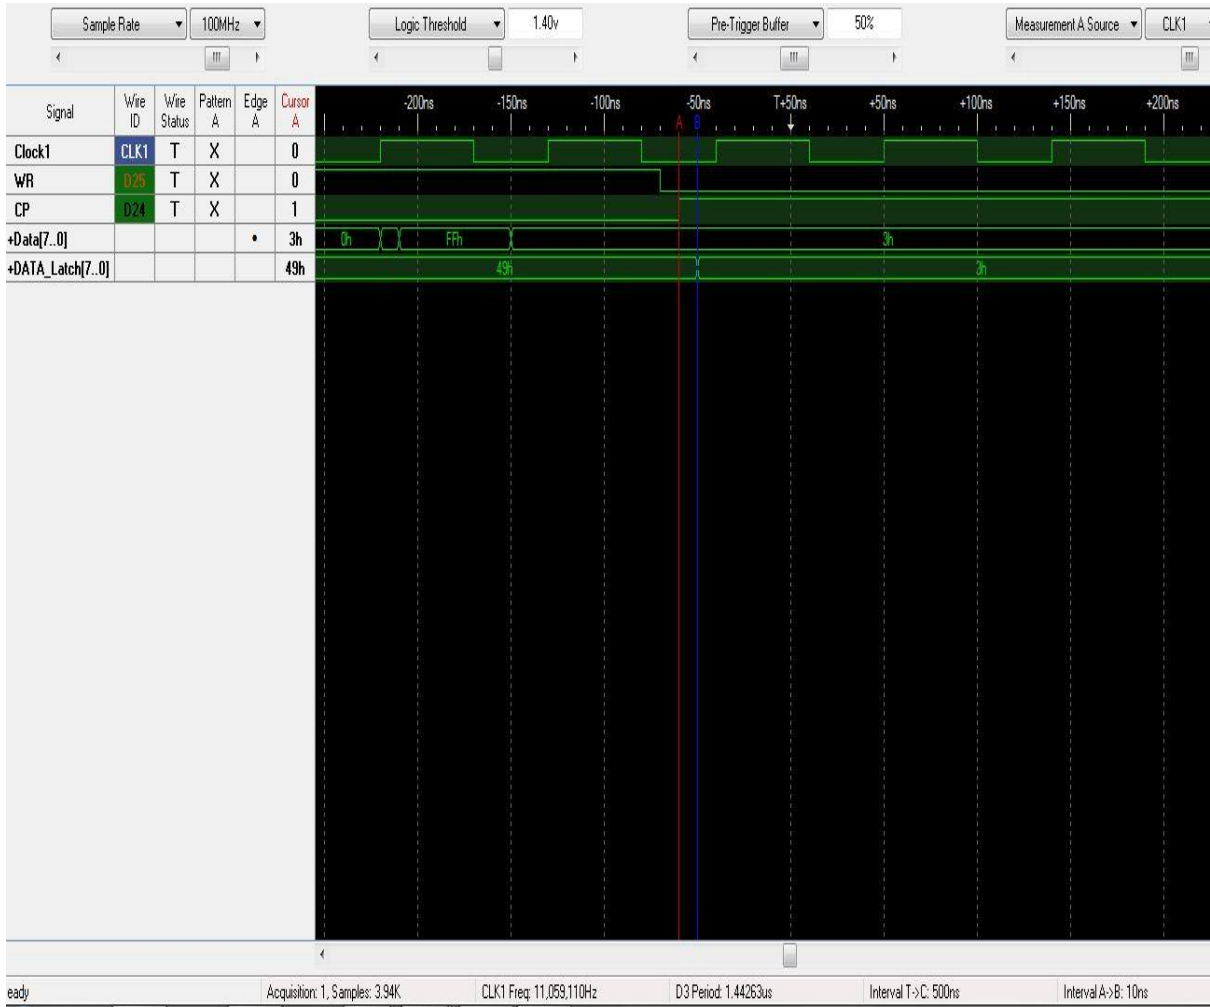 Sample Rate 100MHz Logic Threshold 1.40v Pre-Trigger Buffer 50% Measurement A Source CLK1
Signal Wire ID Wire Status Pattern A Edge A Cursor A
-200ns -150ns -100ns -50ns T+50ns +50ns +100ns +150ns +200ns
A B
Clock1 CLK1 T X 0
WR D25 T X 0
CP D24 T X 1
+Data[7..0] • 3h 0h FFh 3h
+DATA_Latch[7..0] 49h 49h 3h
eady Acquisition: 1, Samples: 3.94K CLK1 Freq: 11,059,110Hz D3 Period: 1.44263us Interval T->C: 500ns Interval A->B: 10ns